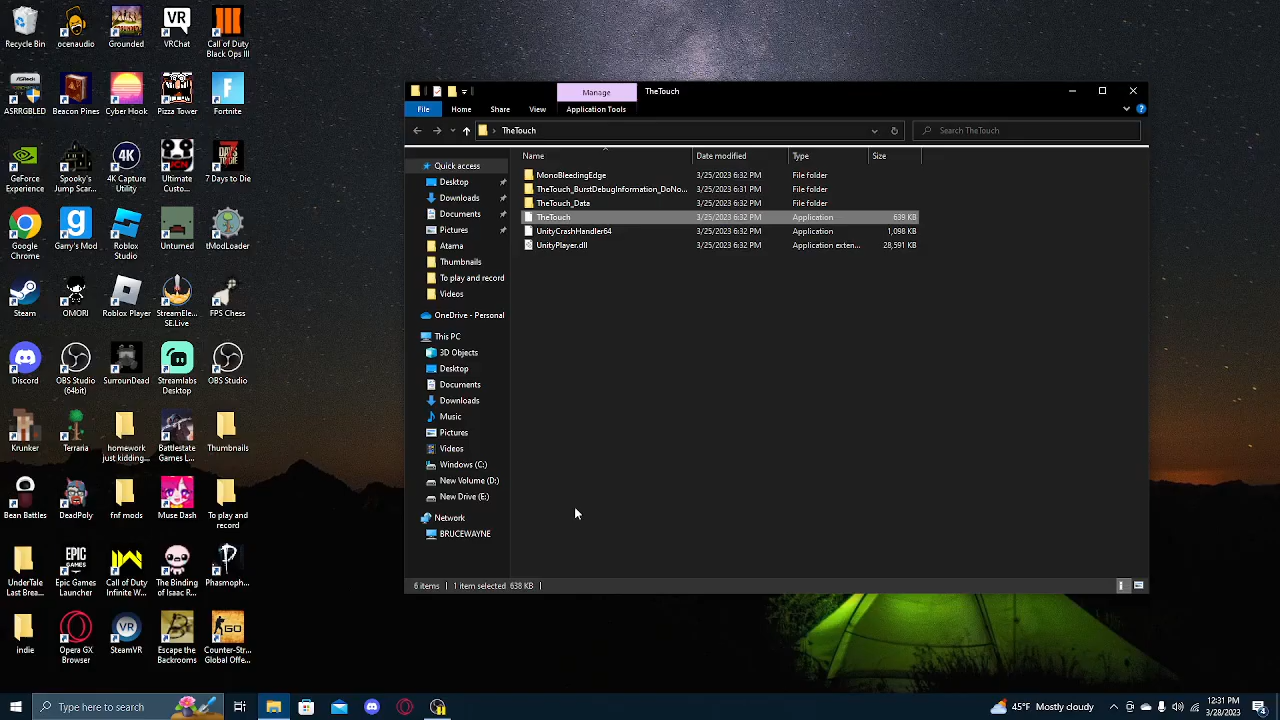 Recycle Bin
ocenaudio
Grounded
VRChat
Call of Duty
Black Ops III
ASRRGBLED
Beacon Pines
Cyber Hook
Pizza Tower
Fortnite
GeForce
Experience
Spooky's
Jump Scar...
4K Capture
Utility
Ultimate
Custom...
7 Days to Die
Google
Chrome
Garry's Mod
Roblox
Studio
Unturned
tModLoader
Steam
OMORI
Roblox Player
StreamEle...
SE.Live
FPS Chess
Discord
OBS Studio
(64bit)
SurrounDead
Streamlabs
Desktop
OBS Studio
Krunker
Terraria
homework
just kidding...
Battlestate
Games L...
Thumbnails
Bean Battles
DeadPoly
fnf mods
Muse Dash
To play and
record
UnderTale
Last Brea...
Epic Games
Launcher
Call of Duty
Infinite W...
The Binding
of Isaac R...
Phasmoph...
indie
Opera GX
Browser
SteamVR
Escape the
Backrooms
Counter-Str...
Global Offe...
Manage
TheTouch
File
Home
Share
View
Application Tools
TheTouch
Search TheTouch
Quick access
Desktop
Downloads
Documents
Pictures
Atama
Thumbnails
To play and record
Videos
OneDrive - Personal
This PC
3D Objects
Desktop
Documents
Downloads
Music
Pictures
Videos
Windows (C:)
New Volume (D:)
New Drive (E:)
Network
BRUCEWAYNE
Name Date modified Type Size
MonoBleedingEdge 3/25/2023 6:32 PM File folder
TheTouch_BurstDebugInformation_DoNo... 3/25/2023 6:31 PM File folder
TheTouch_Data 3/25/2023 6:32 PM File folder
TheTouch 3/25/2023 6:32 PM Application 639 KB
UnityCrashHandler64 3/25/2023 6:32 PM Application 1,098 KB
UnityPlayer.dll 3/25/2023 6:32 PM Application exten... 28,591 KB
6 items 1 item selected 638 KB
Type here to search
45°F Mostly cloudy
12:31 PM
3/28/2023